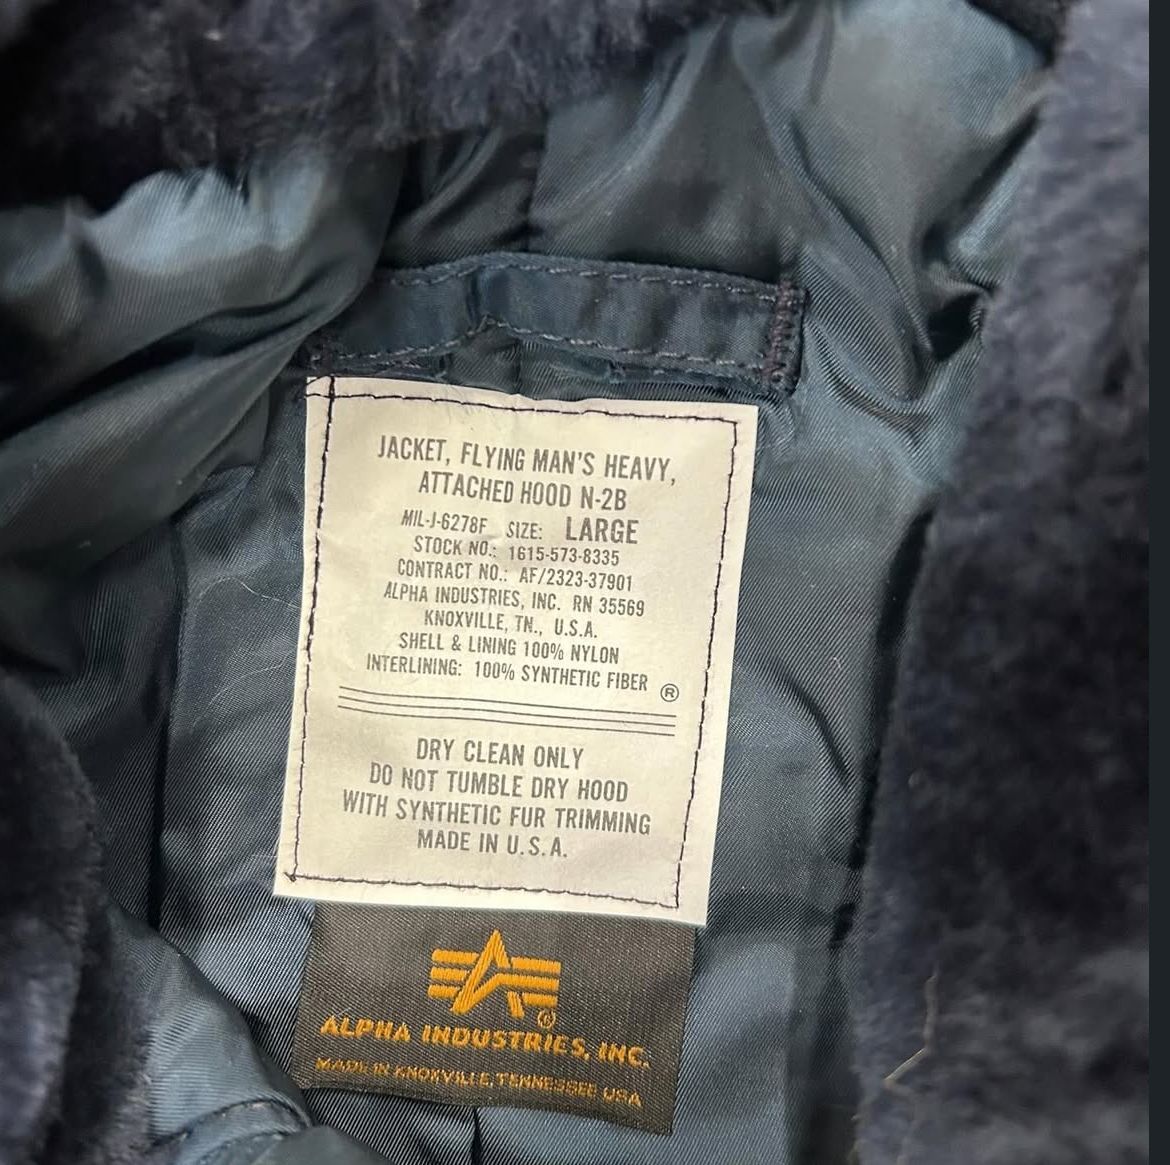 JACKET, FLYING MAN'S HEAVY,
ATTACHED HOOD N-2B
MIL-J-6278F SIZE: LARGE
STOCK NO.: 1615-573-8335
CONTRACT NO.: AF/2323-37901
ALPHA INDUSTRIES, INC. RN 35569
KNOXVILLE, TN., U.S.A.
SHELL & LINING 100% NYLON
INTERLINING: 100% SYNTHETIC FIBER ®
DRY CLEAN ONLY
DO NOT TUMBLE DRY HOOD
WITH SYNTHETIC FUR TRIMMING
MADE IN U.S.A.
®
ALPHA INDUSTRIES, INC.
MADE IN KNOXVILLE, TENNESSEE USA